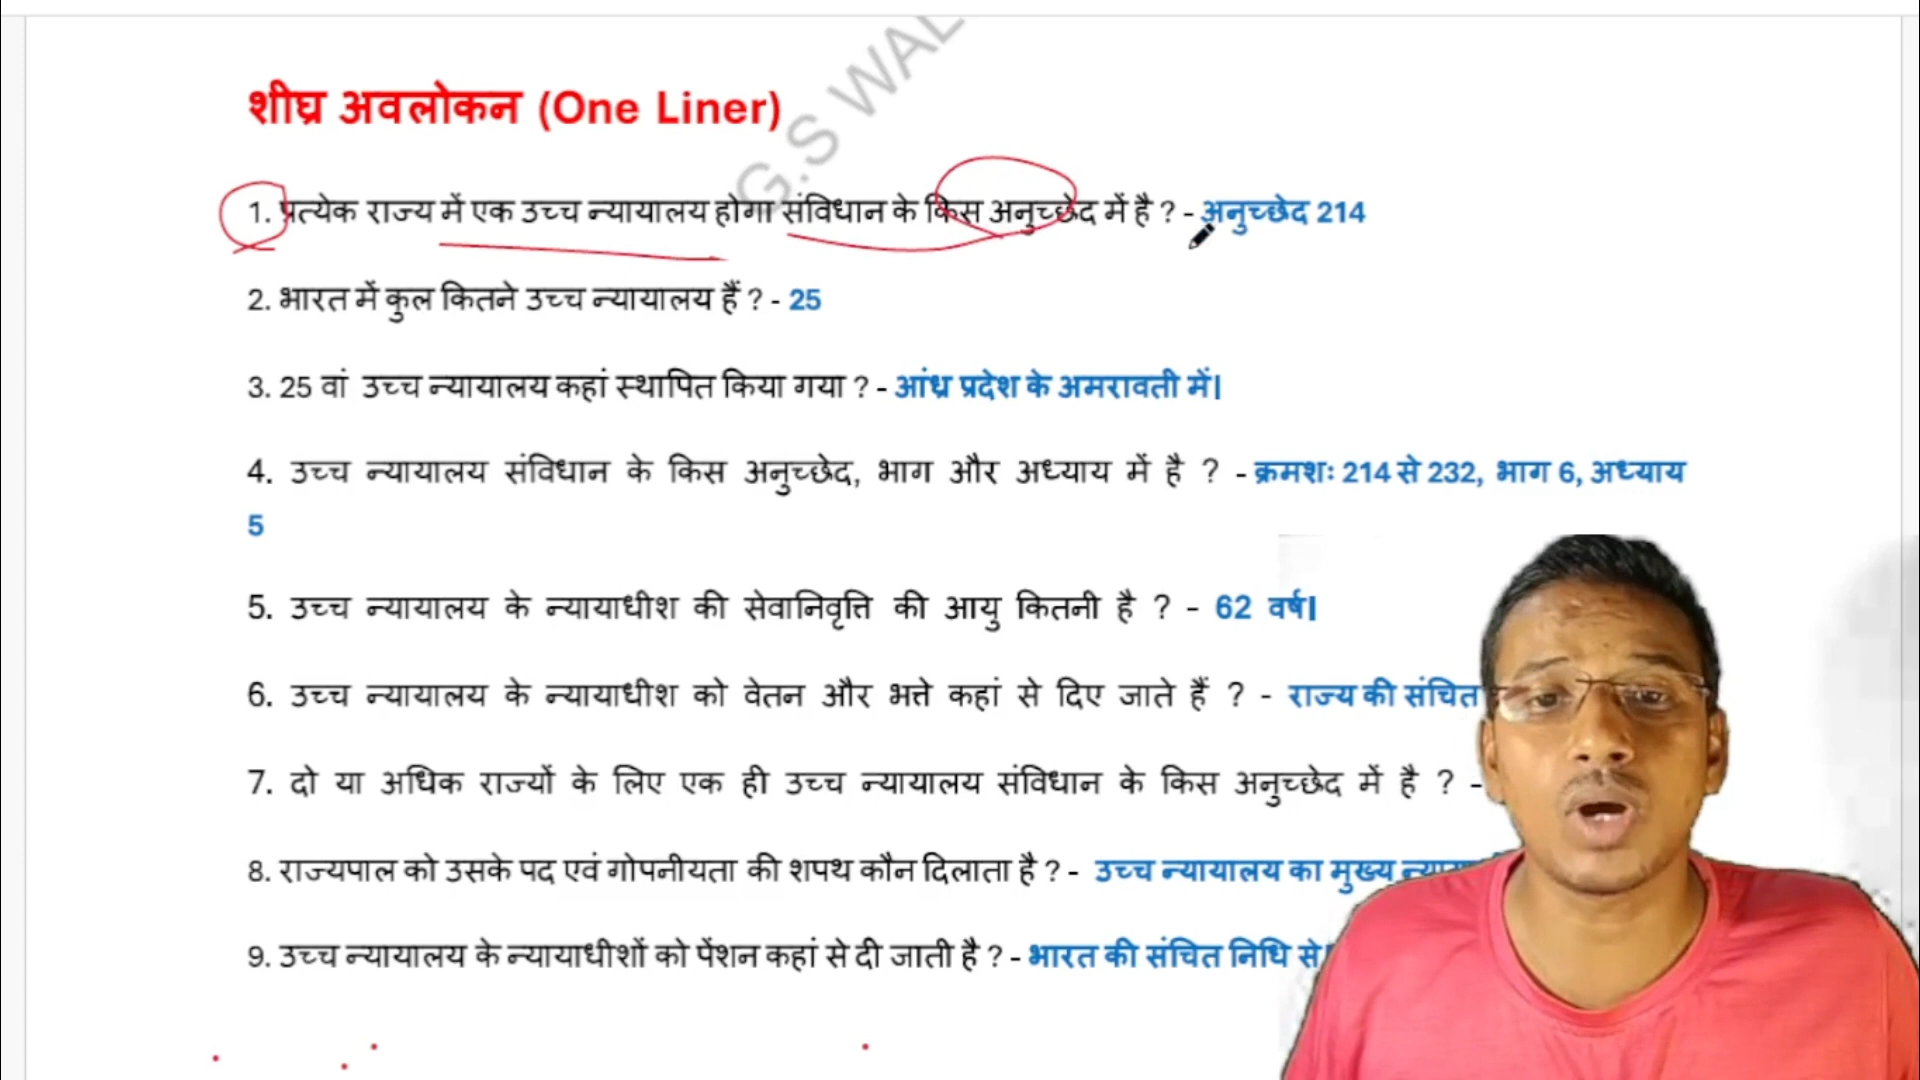 शीघ्र अवलोकन (One Liner)
G.S
1. प्रत्येक राज्य में एक उच्च न्यायालय होगा संविधान के किस अनुच्छेद में है ? - अनुच्छेद 214
2. भारत में कुल कितने उच्च न्यायालय हैं ? - 25
3. 25 वां उच्च न्यायालय कहां स्थापित किया गया ? - आंध्र प्रदेश के अमरावती में।
4. उच्च न्यायालय संविधान के किस अनुच्छेद, भाग और अध्याय में है ? - क्रमशः 214 से 232, भाग 6, अध्याय
5
5. उच्च न्यायालय के न्यायाधीश की सेवानिवृत्ति की आयु कितनी है ? - 62 वर्ष।
6. उच्च न्यायालय के न्यायाधीश को वेतन और भत्ते कहां से दिए जाते हैं ? - राज्य की संचित
7. दो या अधिक राज्यों के लिए एक ही उच्च न्यायालय संविधान के किस अनुच्छेद में है ? -
8. राज्यपाल को उसके पद एवं गोपनीयता की शपथ कौन दिलाता है ? - उच्च न्यायालय का मुख्य
9. उच्च न्यायालय के न्यायाधीशों को पेंशन कहां से दी जाती है ? - भारत की संचित निधि से